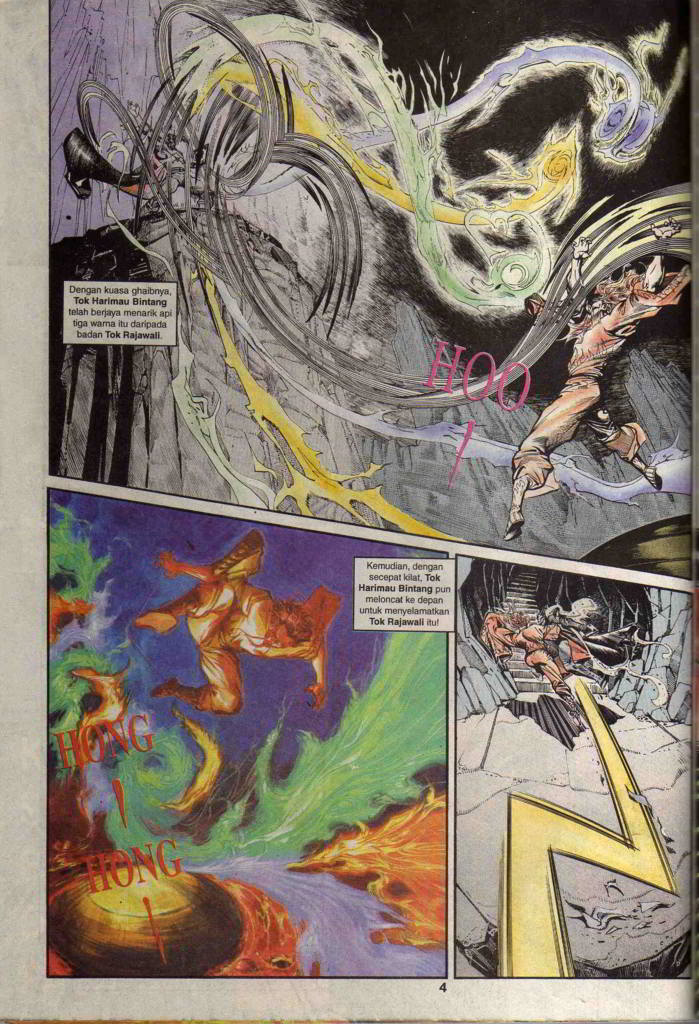 Dengan kuasa ghaibnya,
Tok Harimau Bintang
telah berjaya menarik api
tiga warna itu daripada
badan Tok Rajawali.
HOO
!
Kemudian, dengan
secepat kilat, Tok
Harimau Bintang pun
meloncat ke depan
untuk menyelamatkan
Tok Rajawali itu!
HONG
!
HONG
!
4